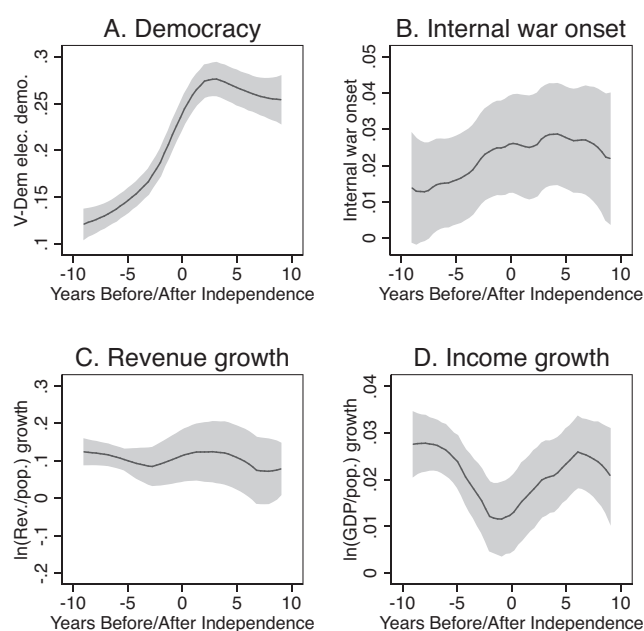 A. Democracy
V-Dem elec. demo.
.3
.25
.2
.15
.1
-10 -5 0 5 10
Years Before/After Independence
B. Internal war onset
Internal war onset
.05
.04
.03
.02
.01
0
-10 -5 0 5 10
Years Before/After Independence
C. Revenue growth
ln(Rev./pop.) growth
.3
.2
.1
0
-.1
-.2
-10 -5 0 5 10
Years Before/After Independence
D. Income growth
ln(GDP/pop.) growth
.04
.03
.02
.01
0
-10 -5 0 5 10
Years Before/After Independence